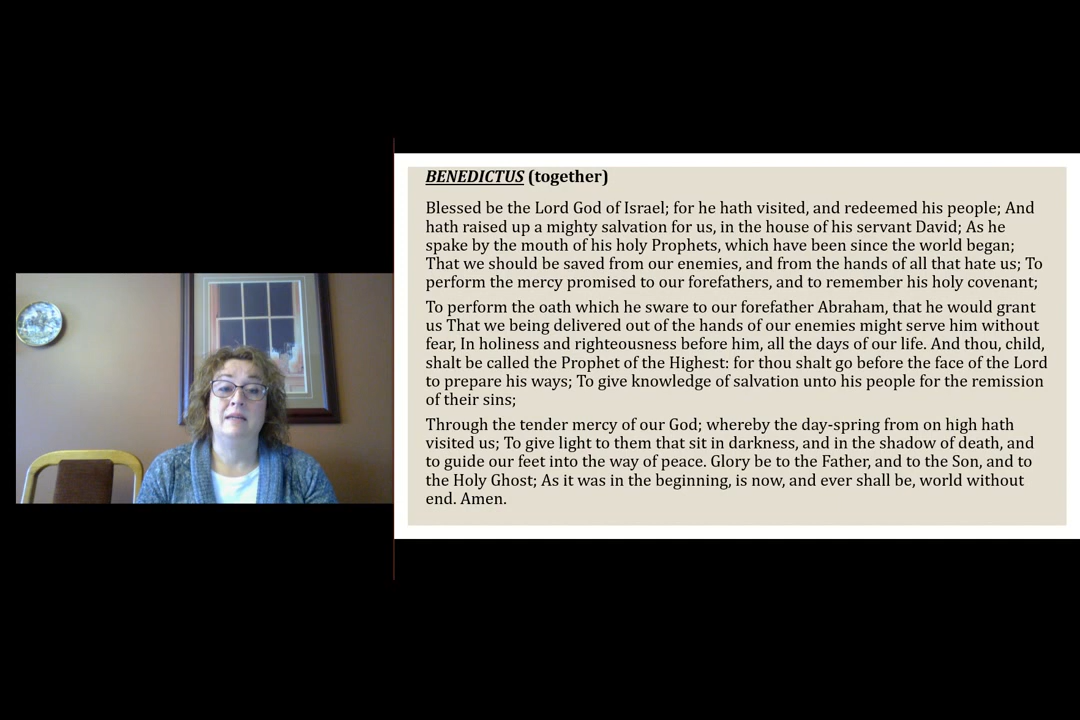 BENEDICTUS (together)
Blessed be the Lord God of Israel; for he hath visited, and redeemed his people; And
hath raised up a mighty salvation for us, in the house of his servant David; As he
spake by the mouth of his holy Prophets, which have been since the world began;
That we should be saved from our enemies, and from the hands of all that hate us; To
perform the mercy promised to our forefathers, and to remember his holy covenant;
To perform the oath which he sware to our forefather Abraham, that he would grant
us That we being delivered out of the hands of our enemies might serve him without
fear, In holiness and righteousness before him, all the days of our life. And thou, child,
shalt be called the Prophet of the Highest: for thou shalt go before the face of the Lord
to prepare his ways; To give knowledge of salvation unto his people for the remission
of their sins;
Through the tender mercy of our God; whereby the day-spring from on high hath
visited us; To give light to them that sit in darkness, and in the shadow of death, and
to guide our feet into the way of peace. Glory be to the Father, and to the Son, and to
the Holy Ghost; As it was in the beginning, is now, and ever shall be, world without
end. Amen.